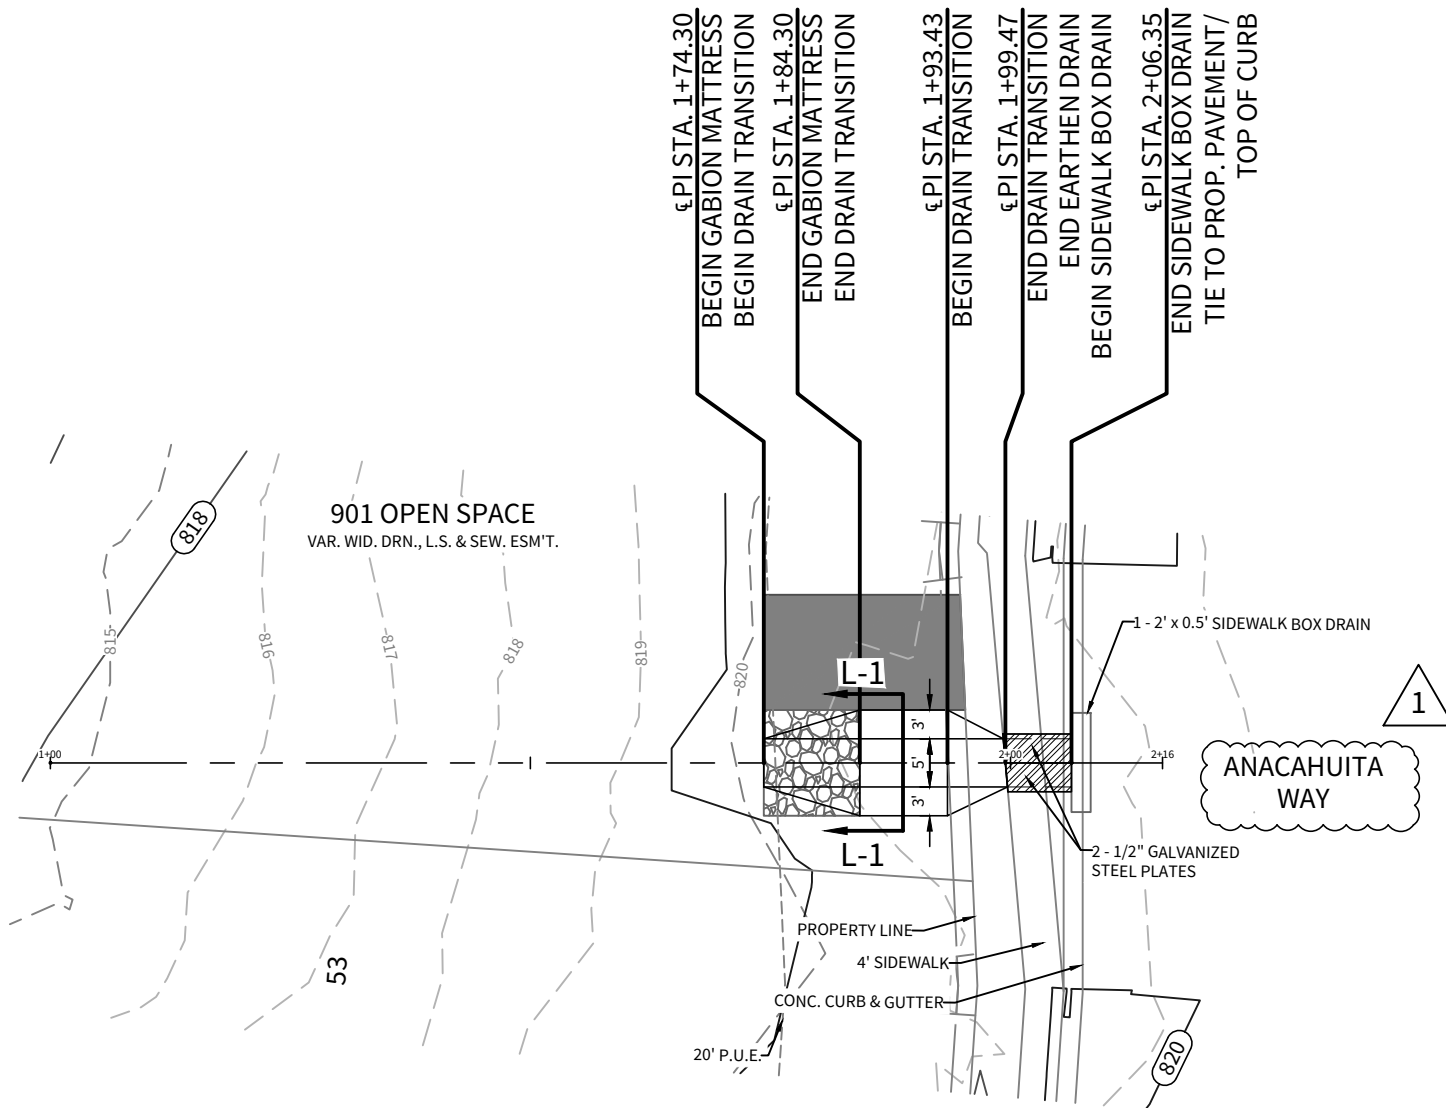 ℄PI STA. 1+74.30
BEGIN GABION MATTRESS
BEGIN DRAIN TRANSITION
℄PI STA. 1+84.30
END GABION MATTRESS
END DRAIN TRANSITION
℄PI STA. 1+93.43
BEGIN DRAIN TRANSITION
℄PI STA. 1+99.47
END DRAIN TRANSITION
END EARTHEN DRAIN
BEGIN SIDEWALK BOX DRAIN
℄PI STA. 2+06.35
END SIDEWALK BOX DRAIN
TIE TO PROP. PAVEMENT/
TOP OF CURB
901 OPEN SPACE
VAR. WID. DRN., L.S. & SEW. ESM'T.
818
815
816
817
818
819
820
L-1
3'
5'
3'
L-1
1+00
2+00
2+16
1 - 2' x 0.5' SIDEWALK BOX DRAIN
1
ANACAHUITA
WAY
2 - 1/2" GALVANIZED
STEEL PLATES
PROPERTY LINE
4' SIDEWALK
CONC. CURB & GUTTER
20' P.U.E.
53
820